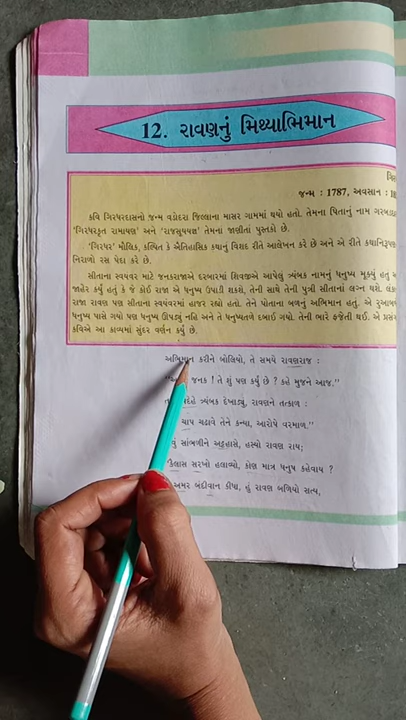 12. રાવણનું મિથ્યાભિમાન
જન્મ : 1787, અવસાન :
કવિ ગિરધરદાસનો જન્મ વડોદરા જિલ્લાના માસર ગામમાં થયો હતો. તેમના પિતાનું નામ
'ગિરધરકૃત રામાયણ' અને 'રાજસૂયયજ્ઞ' તેમનાં જાણીતાં પુસ્તકો છે.
'ગિરધર' મૌલિક, કલ્પિત કે ઐતિહાસિક કથાનું વિશદ રીતે આલેખન કરે છે અને એ રીતે
નિરાળો રસ પેદા કરે છે.
સીતાના સ્વયંવર માટે જનકરાજાએ દરબારમાં શિવજીએ આપેલું ત્ર્યંબક નામનું ધનુષ્ય મૂક્યું હતું
જાહેર કર્યું હતું કે જે કોઈ રાજા એ ધનુષ્ય ઉપાડી શકશે, તેની સાથે તેની પુત્રી સીતાનાં લગ્ન થશે.
રાજા રાવણ પણ સીતાના સ્વયંવરમાં હાજર રહ્યો હતો. તેને પોતાના બળનું અભિમાન હતું. એ
ધનુષ્ય પાસે ગયો પણ ધનુષ્ય ઊપડ્યું નહિ અને તે ધનુષ્યતળે દબાઈ ગયો. તેની ભારે ફજેતી થઈ. એ
કવિએ આ કાવ્યમાં સુંદર વર્ણન કર્યું છે.
અભિમાન કરીને બોલિયો, તે સમયે રાવણરાજ :
જનક ! તે શું પણ કર્યું છે ? કહે મુજને આજ."
ત્ર્યંબક દેખાડ્યું, રાવણને તત્કાળ :
ચાપ ચઢાવે તેને કન્યા, આરોપે વરમાળ."
સાંભળીને અટ્ટહાસે, હસ્યો રાવણ રાય;
"કૈલાસ સરખો હલાવ્યો, કોણ માત્ર ધનુષ કહેવાય ?
અમર બંદીવાન કીધા, હું રાવણ બળિયો સત્ય,